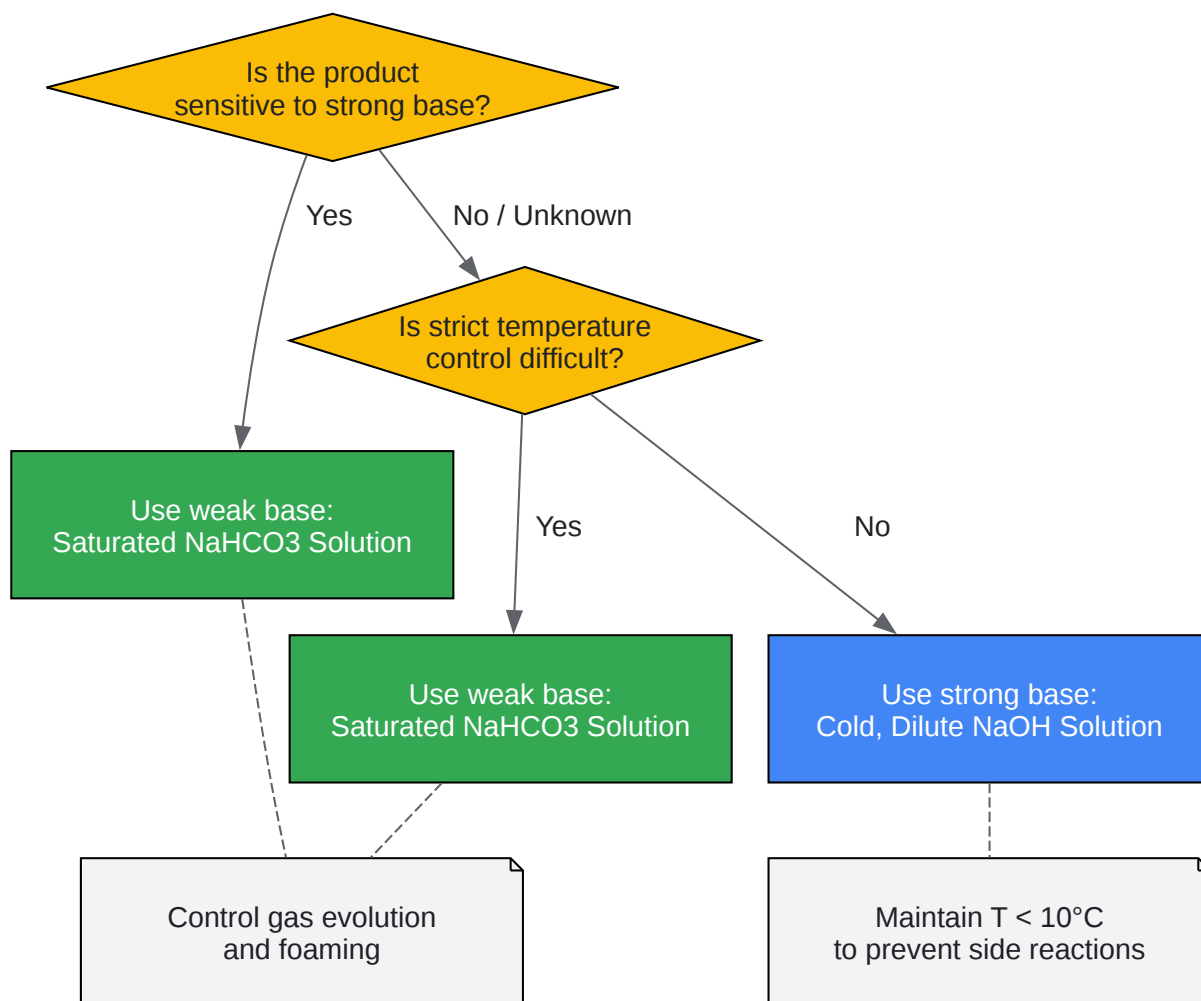 Is the product
sensitive to strong base?
Yes
No / Unknown
Is strict temperature
control difficult?
Use weak base:
Saturated NaHCO3 Solution
Yes
No
Use weak base:
Saturated NaHCO3 Solution
Use strong base:
Cold, Dilute NaOH Solution
Control gas evolution
and foaming
Maintain T < 10°C
to prevent side reactions